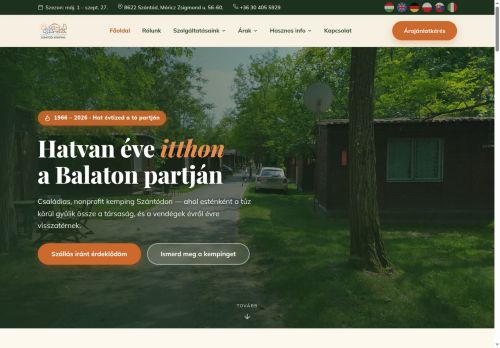 Szezon: máj. 1 - szept. 27.
8622 Szántód, Móricz Zsigmond u. 56-60.
+36 30 405 5929
Főoldal
Rólunk
Szolgáltatásaink
Árak
Hasznos info
Kapcsolat
Árajánlatkérés
1966 – 2026 · Hat évtized a tó partján
Hatvan éve itthon
a Balaton partján
Családias, nonprofit kemping Szántódon — ahol esténként a tűz
körül gyűlik össze a társaság, és a vendégek évről évre
visszatérnek.
Szállás iránt érdeklődöm
Ismerd meg a kempinget
TOVÁBB